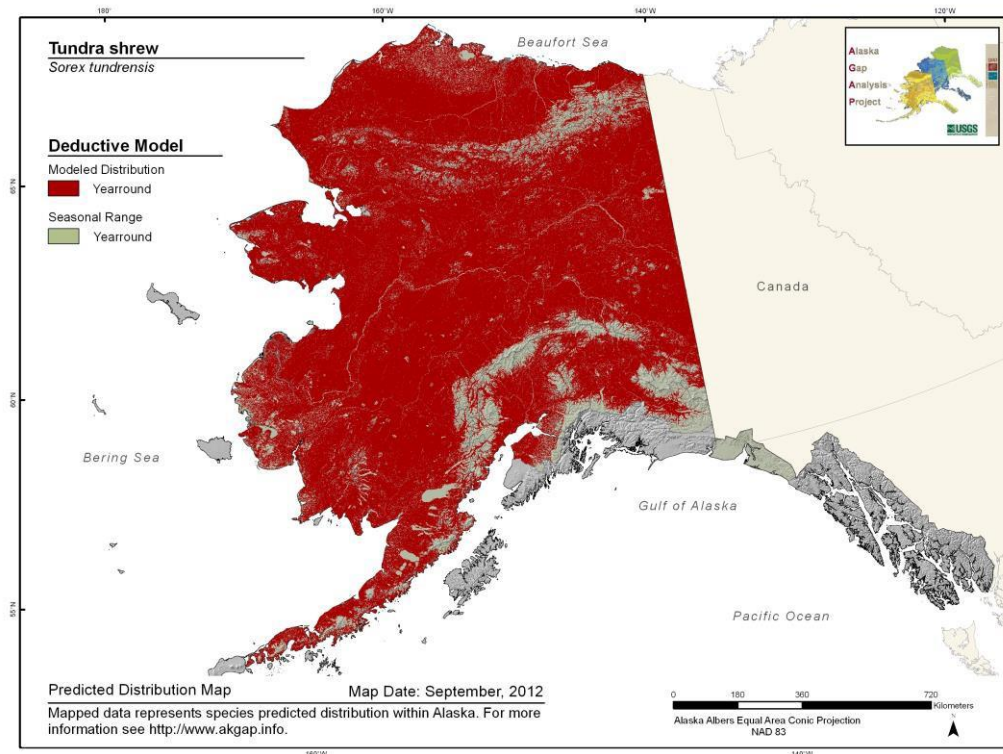 180°
160°W
140°W
120°W
Tundra shrew
Sorex tundrensis
Beaufort Sea
Alaska
Gap
Analysis
Project
USGS
Deductive Model
Modeled Distribution
Yearround
Seasonal Range
Yearround
65°N
Canada
60°N
Bering Sea
Gulf of Alaska
55°N
Pacific Ocean
Predicted Distribution Map
Map Date: September, 2012
Mapped data represents species predicted distribution within Alaska. For more
information see http://www.akgap.info.
0 180 360 720
Kilometers
Alaska Albers Equal Area Conic Projection
NAD 83
N
160°W
140°W